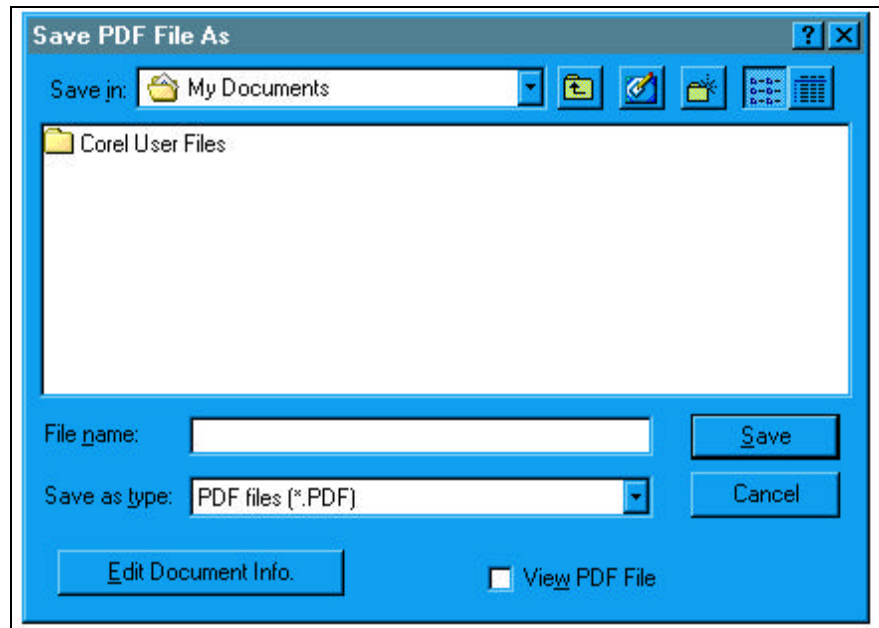 Save PDF File As
Save in: My Documents
Corel User Files
File name:
Save
Save as type: PDF files (*.PDF)
Cancel
Edit Document Info.
View PDF File